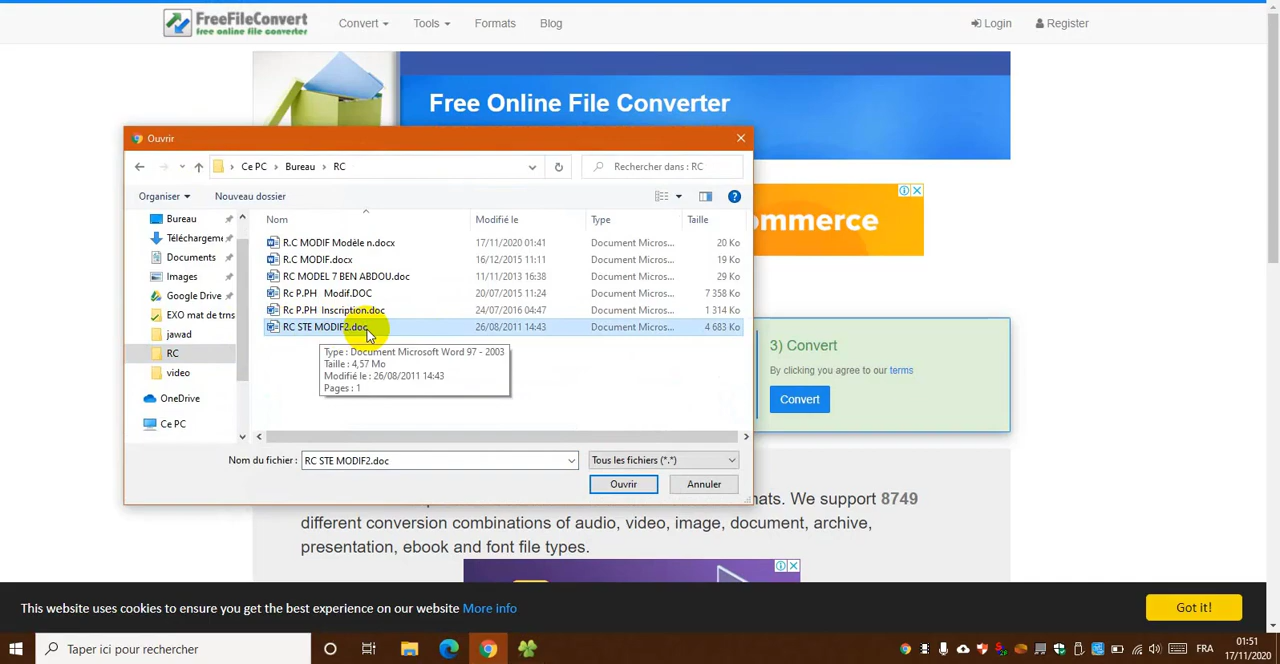 FreeFileConvert
free online file converter
Convert
Tools
Formats
Blog
Login
Register
Free Online File Converter
ommerce
Ouvrir
Ce PC > Bureau > RC
Rechercher dans : RC
Organiser
Nouveau dossier
Nom
Modifié le
Type
Taille
R.C MODIF Modèle n.docx 17/11/2020 01:41 Document Micros... 20 Ko
R.C MODIF.docx 16/12/2015 11:11 Document Micros... 19 Ko
RC MODEL 7 BEN ABDOU.doc 11/11/2013 16:38 Document Micros... 29 Ko
Rc P.PH Modif.DOC 20/07/2015 11:24 Document Micros... 7 358 Ko
Rc P.PH Inscription.doc 24/07/2016 04:47 Document Micros... 1 314 Ko
RC STE MODIF2.doc 26/08/2011 14:43 Document Micros... 4 683 Ko
Bureau
Téléchargeme
Documents
Images
Google Drive
EXO mat de trns
jawad
RC
video
OneDrive
Ce PC
Type : Document Microsoft Word 97 - 2003
Taille : 4,57 Mo
Modifié le : 26/08/2011 14:43
Pages : 1
Nom du fichier : RC STE MODIF2.doc
Tous les fichiers (*.*)
Ouvrir
Annuler
3) Convert
By clicking you agree to our terms
Convert
mats. We support 8749
different conversion combinations of audio, video, image, document, archive,
presentation, ebook and font file types.
This website uses cookies to ensure you get the best experience on our website More info
Got it!
Taper ici pour rechercher
FRA
01:51
17/11/2020